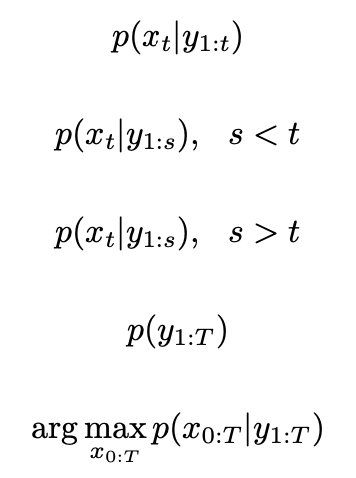 p(x_t|y_{1:t})
p(x_t|y_{1:s}),   s < t
p(x_t|y_{1:s}),   s > t
p(y_{1:T})
arg max_{x_{0:T}} p(x_{0:T}|y_{1:T})